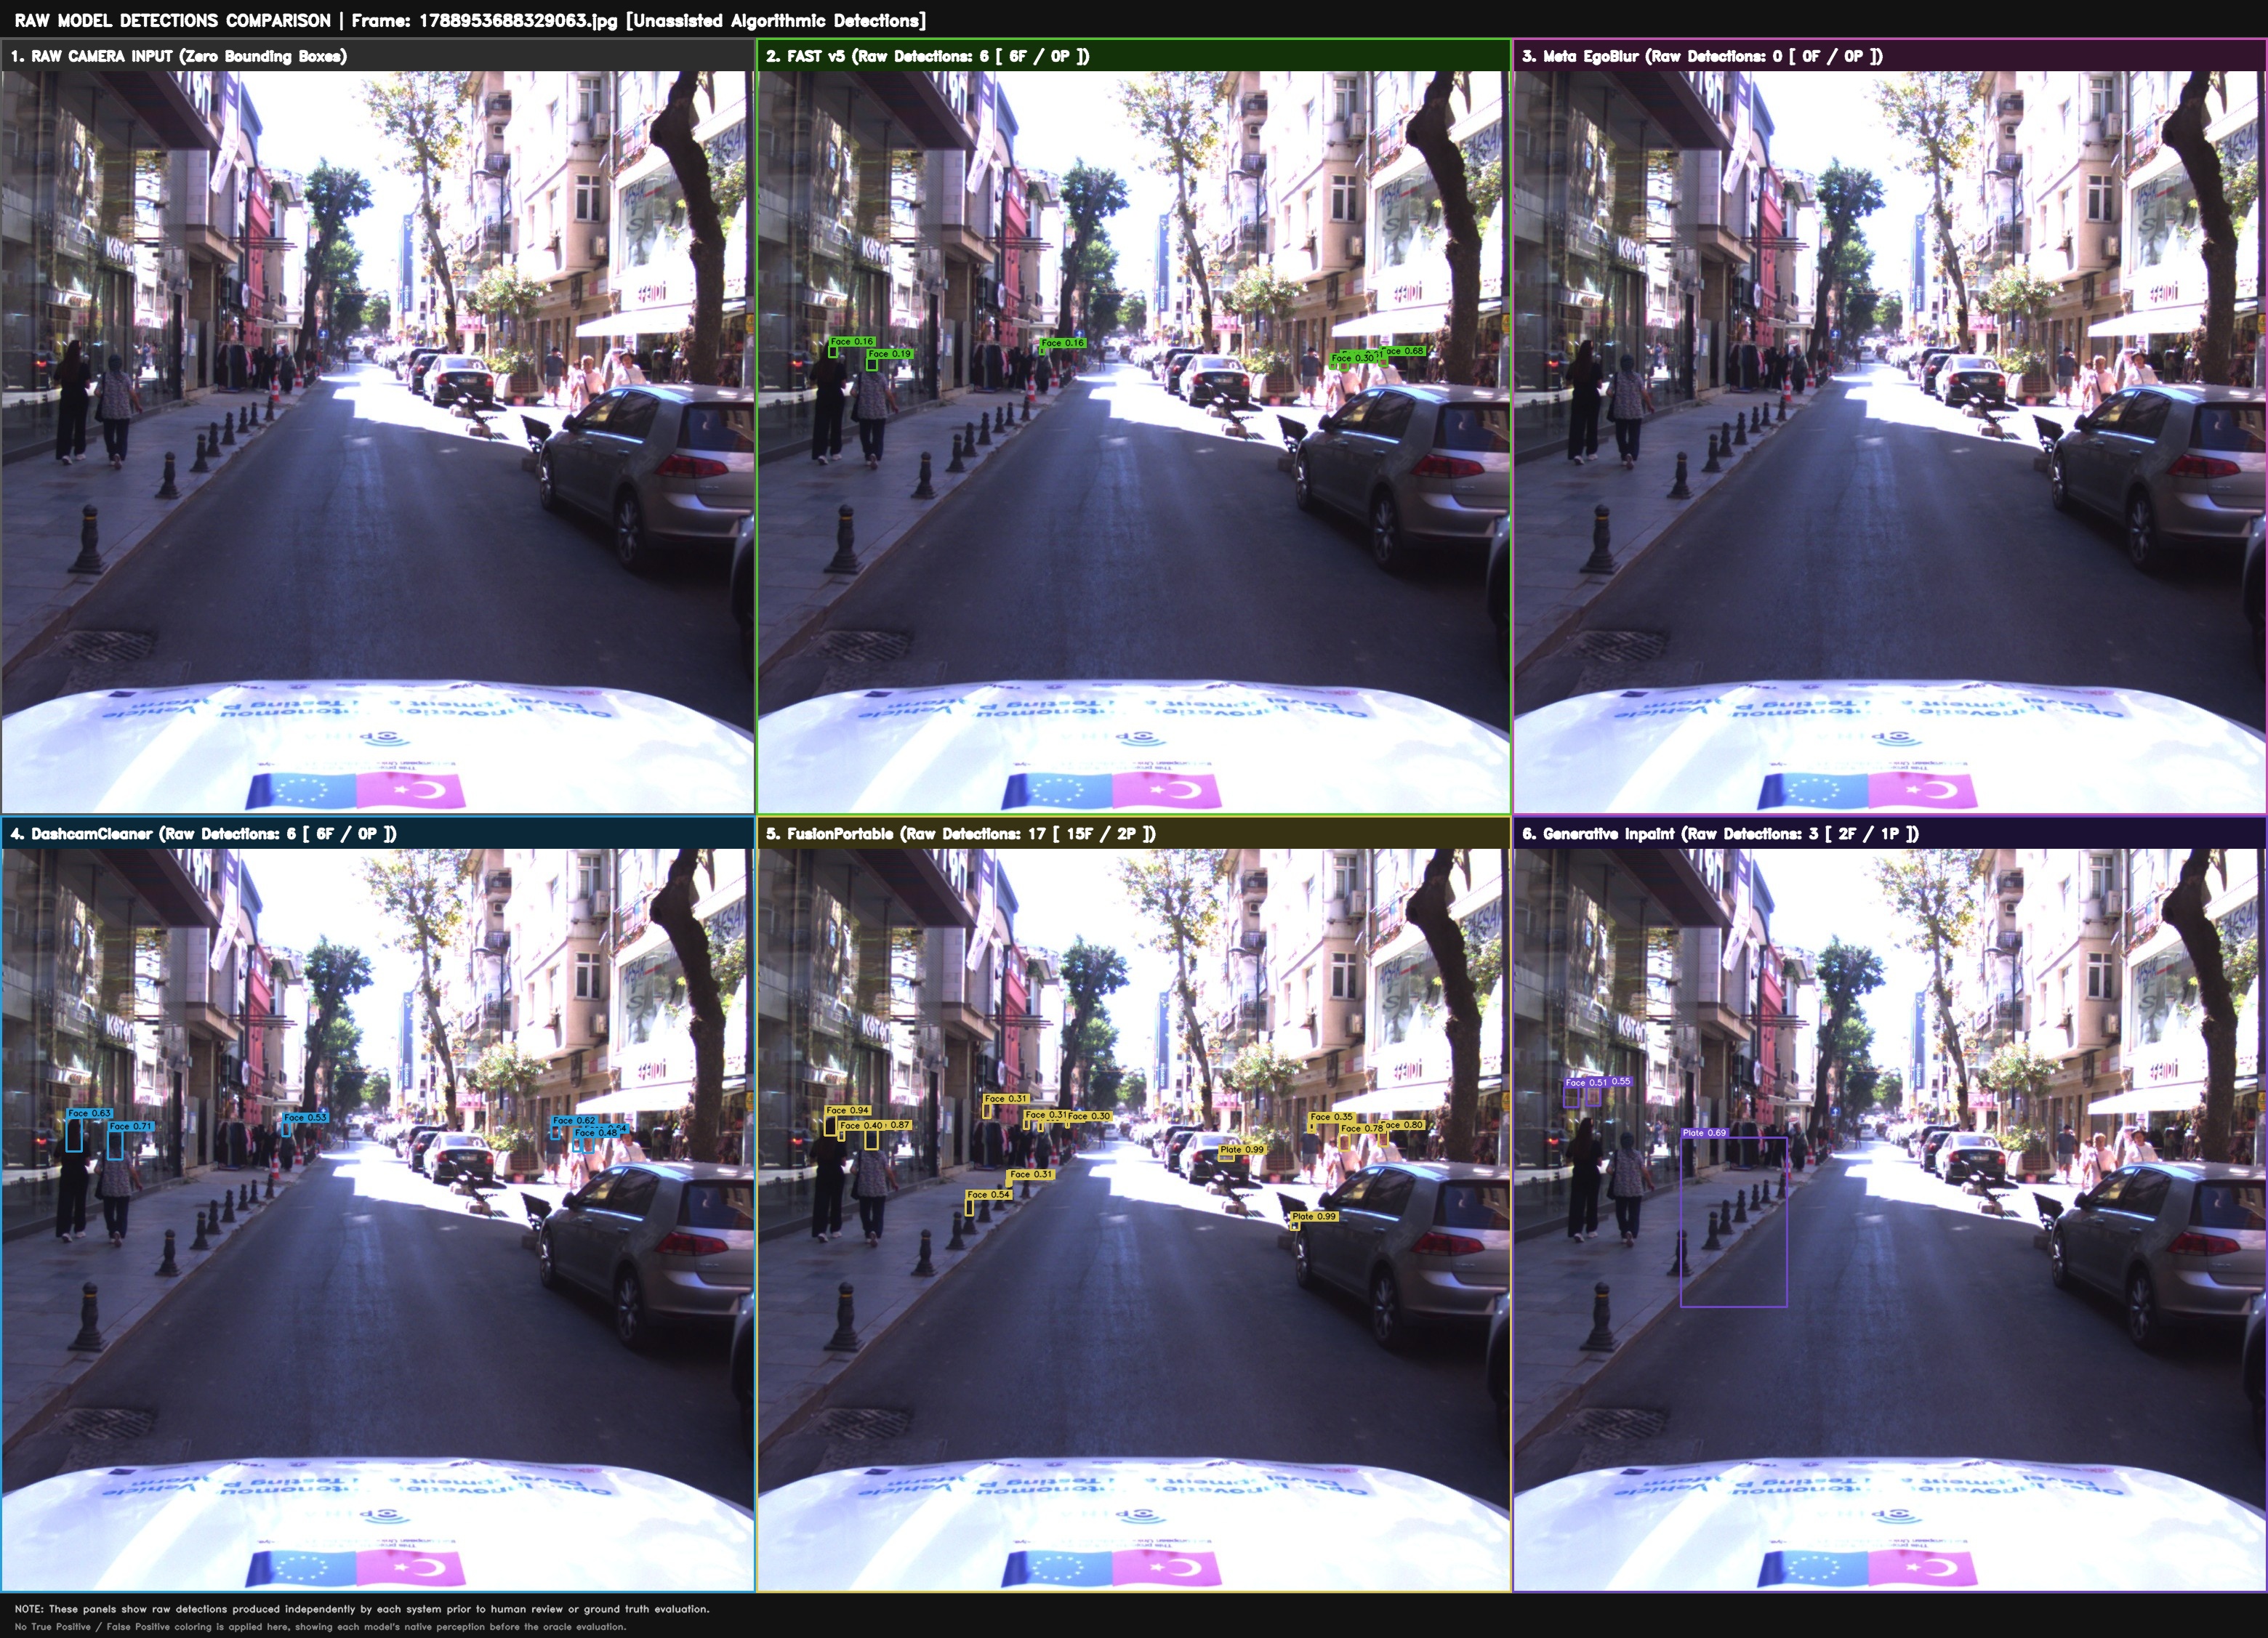 RAW MODEL DETECTIONS COMPARISON | Frame: 1788953688329063.jpg [Unassisted Algorithmic Detections]
1. RAW CAMERA INPUT (Zero Bounding Boxes)
2. FAST v5 (Raw Detections: 6 [ 6F / 0P ])
3. Meta EgoBlur (Raw Detections: 0 [ 0F / 0P ])
Koton
Koton
Koton
Face 0.16
Face 0.19
Face 0.16
Face 0.30
ace 0.68
4. DashcamCleaner (Raw Detections: 6 [ 6F / 0P ])
5. FusionPortable (Raw Detections: 17 [ 15F / 2P ])
6. Generative Inpaint (Raw Detections: 3 [ 2F / 1P ])
Koton
Koton
Koton
Face 0.63
Face 0.71
Face 0.53
Face 0.62
Face 0.48
Face 0.94
Face 0.40
0.87
Face 0.31
Face 0.31
Face 0.30
Face 0.35
Face 0.78
ace 0.80
Plate 0.99
Face 0.31
Face 0.54
Plate 0.99
Face 0.51
0.55
Plate 0.69
NOTE: These panels show raw detections produced independently by each system prior to human review or ground truth evaluation.
No True Positive / False Positive coloring is applied here, showing each model's native perception before the oracle evaluation.